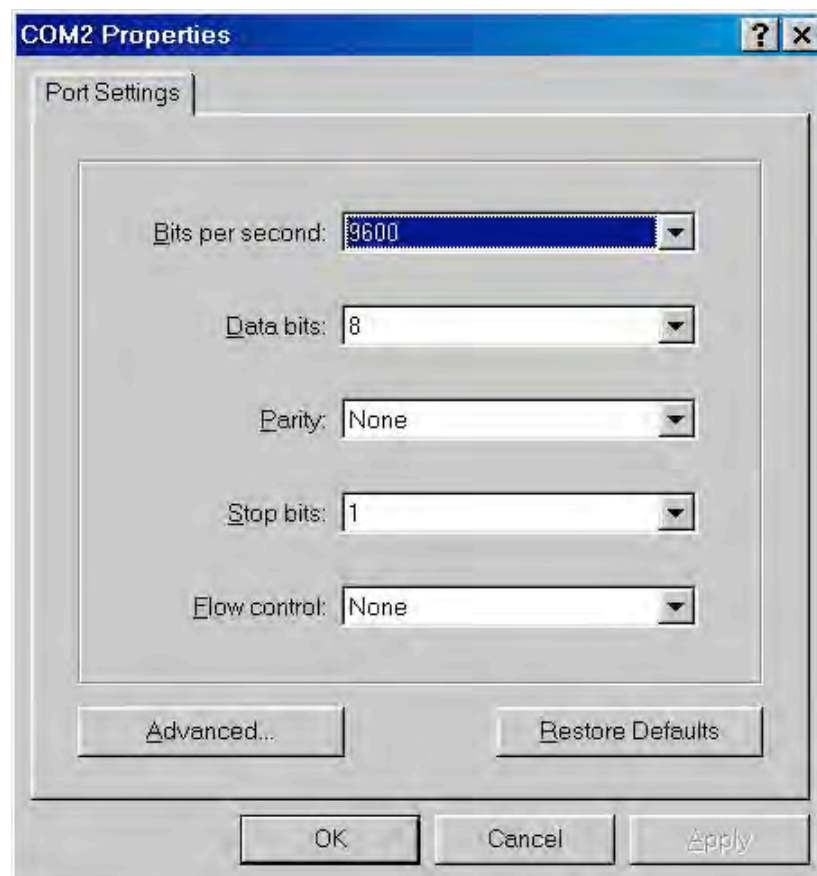 COM2 Properties
Port Settings
Bits per second: 9600
Data bits: 8
Parity: None
Stop bits: 1
Flow control: None
Advanced... Restore Defaults
OK Cancel Apply